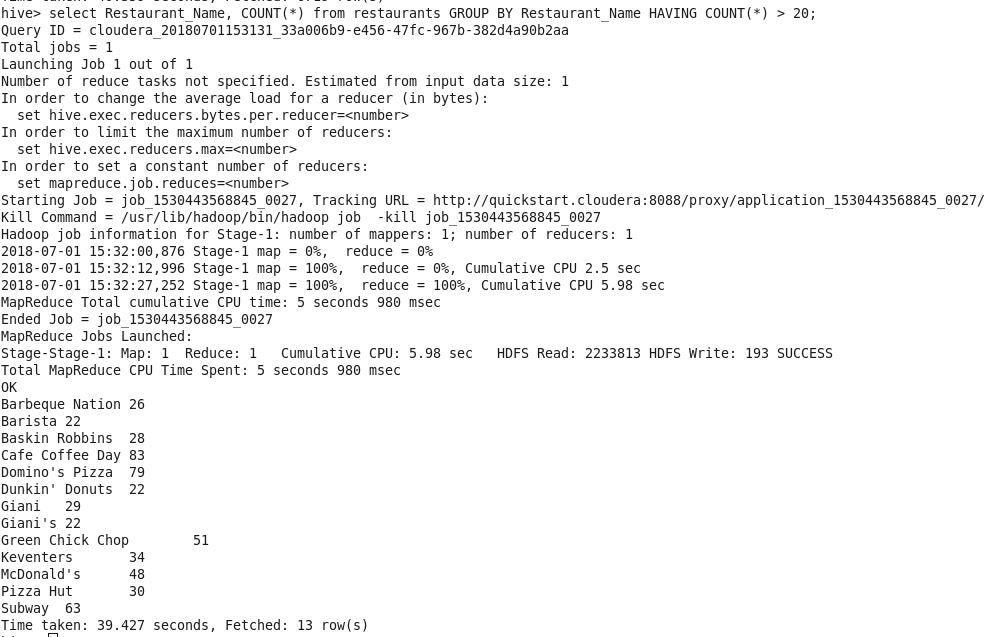 hive> select Restaurant_Name, COUNT(*) from restaurants GROUP BY Restaurant_Name HAVING COUNT(*) > 20;
Query ID = cloudera_20180701153131_33a006b9-e456-47fc-967b-382d4a90b2aa
Total jobs = 1
Launching Job 1 out of 1
Number of reduce tasks not specified. Estimated from input data size: 1
In order to change the average load for a reducer (in bytes):
  set hive.exec.reducers.bytes.per.reducer=<number>
In order to limit the maximum number of reducers:
  set hive.exec.reducers.max=<number>
In order to set a constant number of reducers:
  set mapreduce.job.reduces=<number>
Starting Job = job_1530443568845_0027, Tracking URL = http://quickstart.cloudera:8088/proxy/application_1530443568845_0027/
Kill Command = /usr/lib/hadoop/bin/hadoop job  -kill job_1530443568845_0027
Hadoop job information for Stage-1: number of mappers: 1; number of reducers: 1
2018-07-01 15:32:00,876 Stage-1 map = 0%,  reduce = 0%
2018-07-01 15:32:12,996 Stage-1 map = 100%,  reduce = 0%, Cumulative CPU 2.5 sec
2018-07-01 15:32:27,252 Stage-1 map = 100%,  reduce = 100%, Cumulative CPU 5.98 sec
MapReduce Total cumulative CPU time: 5 seconds 980 msec
Ended Job = job_1530443568845_0027
MapReduce Jobs Launched:
Stage-Stage-1: Map: 1  Reduce: 1   Cumulative CPU: 5.98 sec   HDFS Read: 2233813 HDFS Write: 193 SUCCESS
Total MapReduce CPU Time Spent: 5 seconds 980 msec
OK
Barbeque Nation 26
Barista 22
Baskin Robbins  28
Cafe Coffee Day 83
Domino's Pizza  79
Dunkin' Donuts  22
Giani   29
Giani's 22
Green Chick Chop        51
Keventers       34
McDonald's      48
Pizza Hut       30
Subway  63
Time taken: 39.427 seconds, Fetched: 13 row(s)